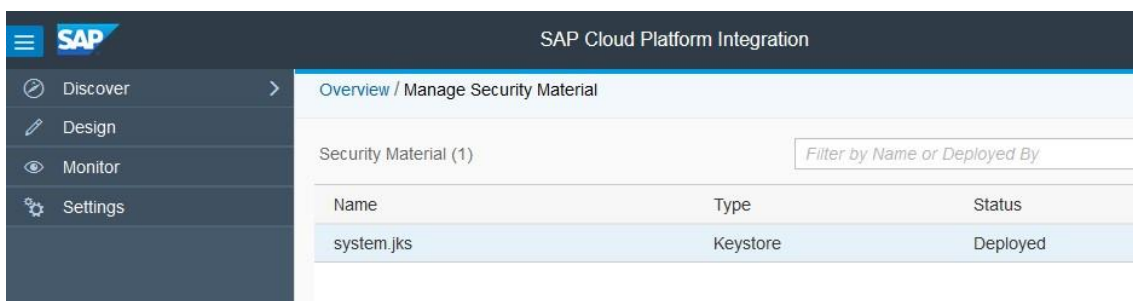 SAP SAP Cloud Platform Integration
Discover
Design
Monitor
Settings
Overview / Manage Security Material
Security Material (1) Filter by Name or Deployed By
Name Type Status
system.jks Keystore Deployed